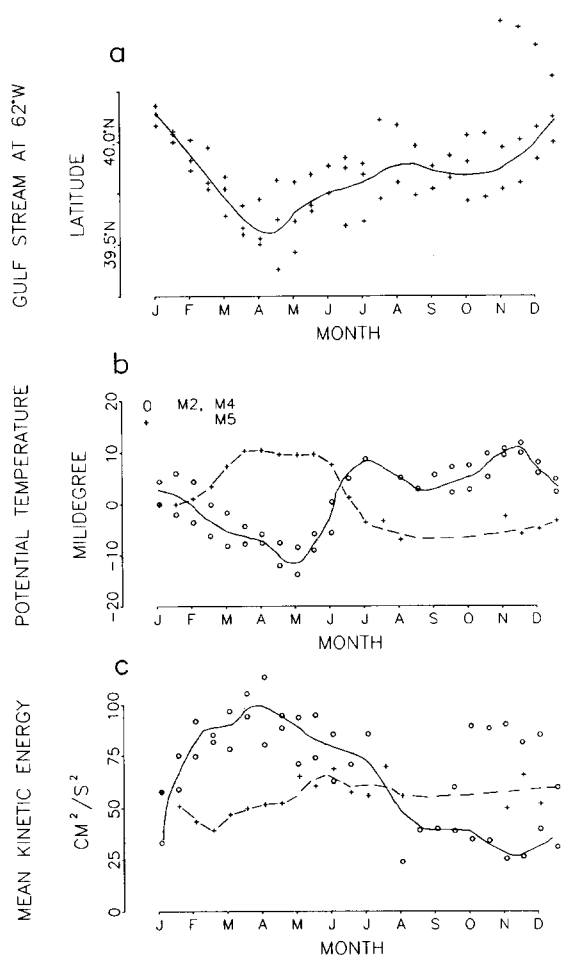 a
GULF STREAM AT 62°W
LATITUDE
40.0°N
39.5°N
J F M A M J J A S O N D
MONTH
b
POTENTIAL TEMPERATURE
MILIDEGREE
20
10
0
-10
-20
o M2, M4
+ M5
J F M A M J J A S O N D
MONTH
c
MEAN KINETIC ENERGY
CM²/S²
100
75
50
25
0
J F M A M J J A S O N D
MONTH